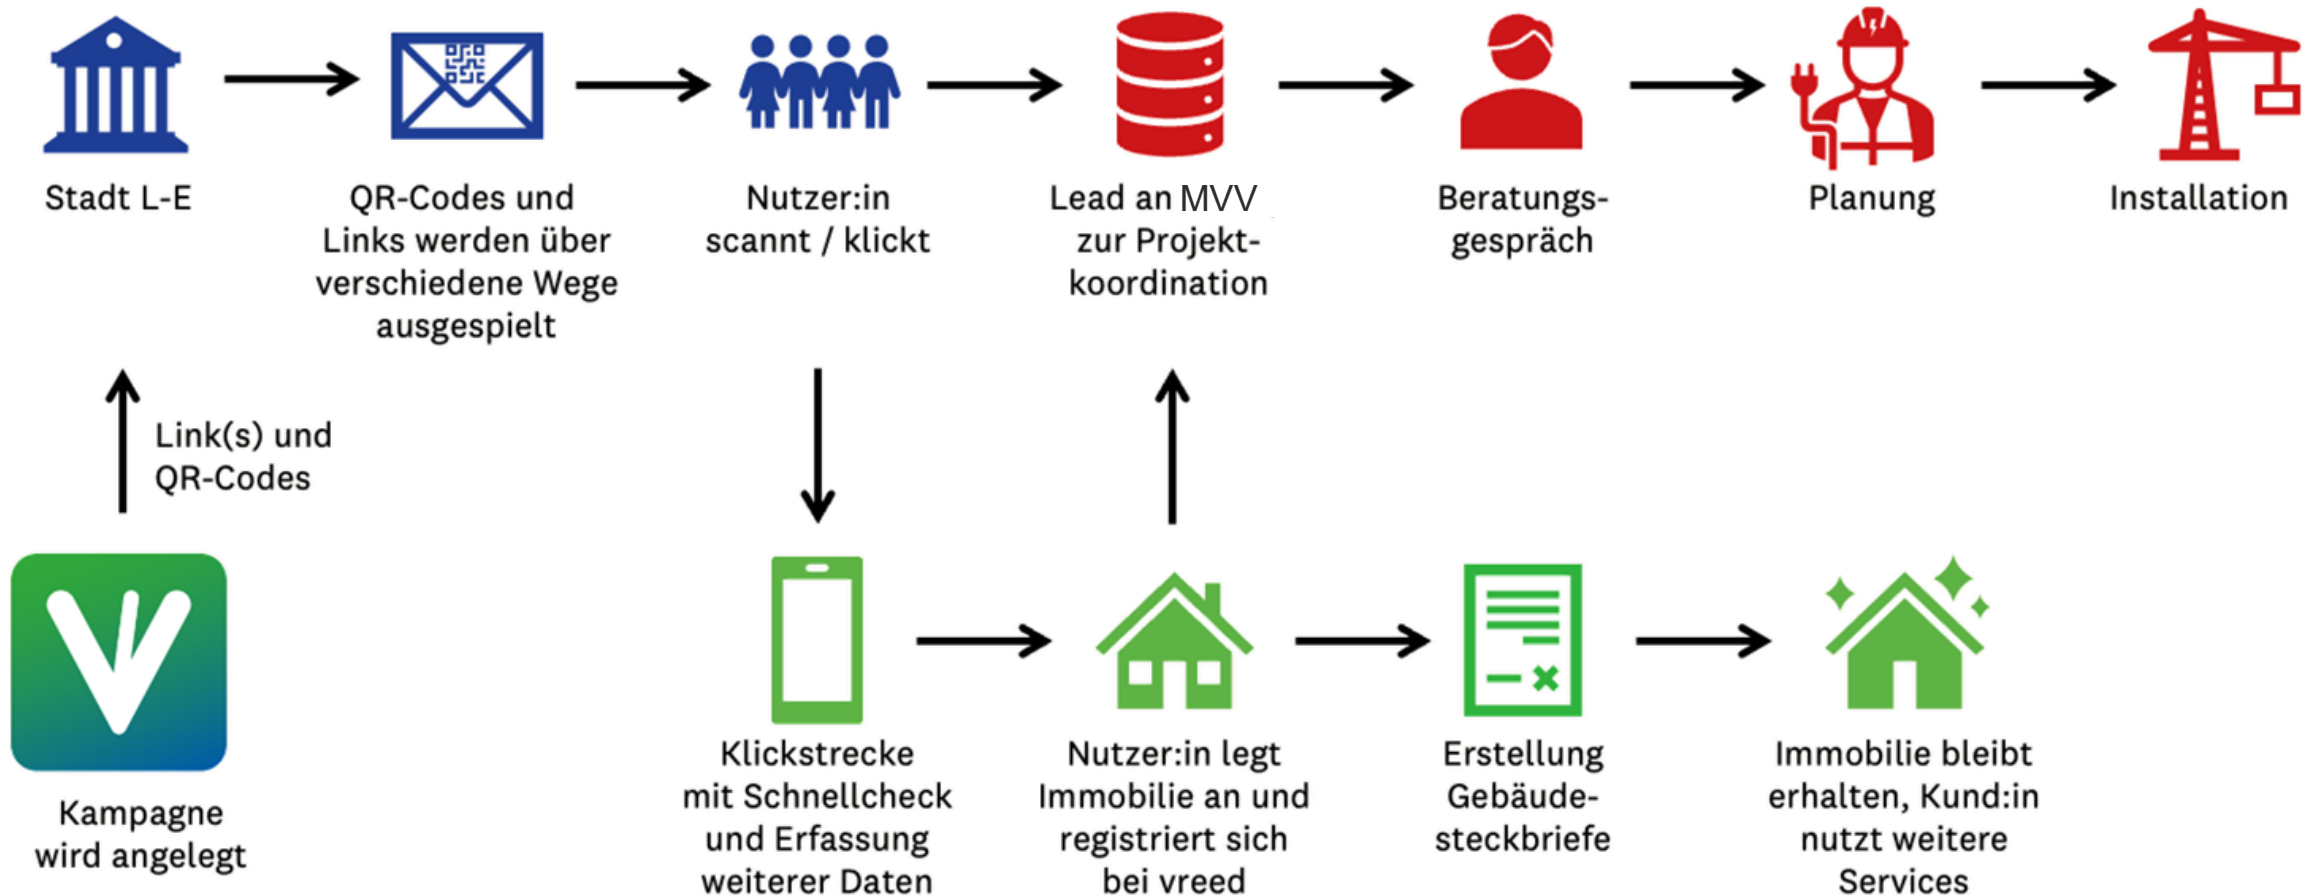 Stadt L-E
QR-Codes und
Links werden über
verschiedene Wege
ausgespielt
Nutzer:in
scannt / klickt
Lead an MVV
zur Projekt-
koordination
Beratungs-
gespräch
Planung
Installation
Link(s) und
QR-Codes
Kampagne
wird angelegt
Klickstrecke
mit Schnellcheck
und Erfassung
weiterer Daten
Nutzer:in legt
Immobilie an und
registriert sich
bei vreed
Erstellung
Gebäude-
steckbriefe
Immobilie bleibt
erhalten, Kund:in
nutzt weitere
Services